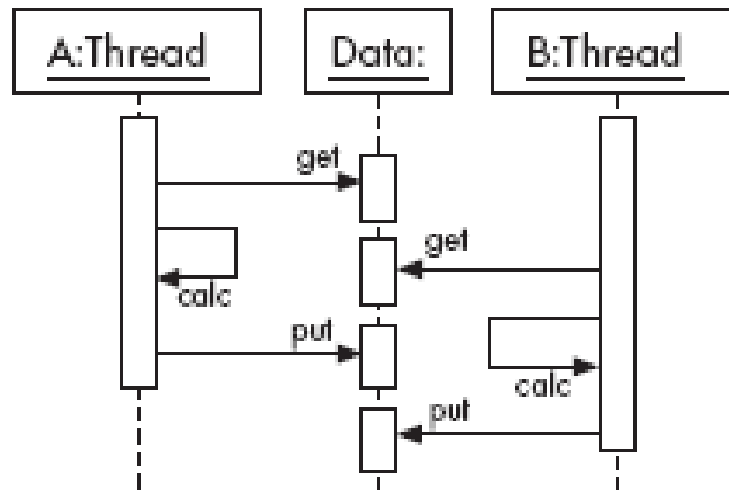 A:Thread
Data:
B:Thread
get
get
calc
put
calc
put